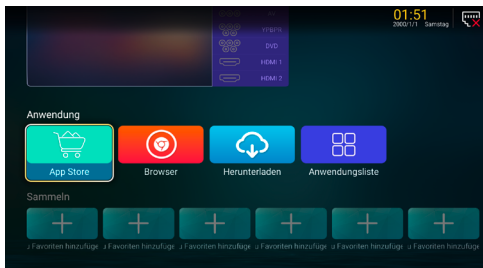 01:51
2000/1/1 Samstag
YPBPR
DVD
HDMI 1
HDMI 2
Anwendung
App Store
Browser
Herunterladen
Anwendungsliste
Sammeln
u Favoriten hinzufüge
u Favoriten hinzufüge
u Favoriten hinzufüge
u Favoriten hinzufüge
u Favoriten hinzufüge
u Favoriten hinzufüge